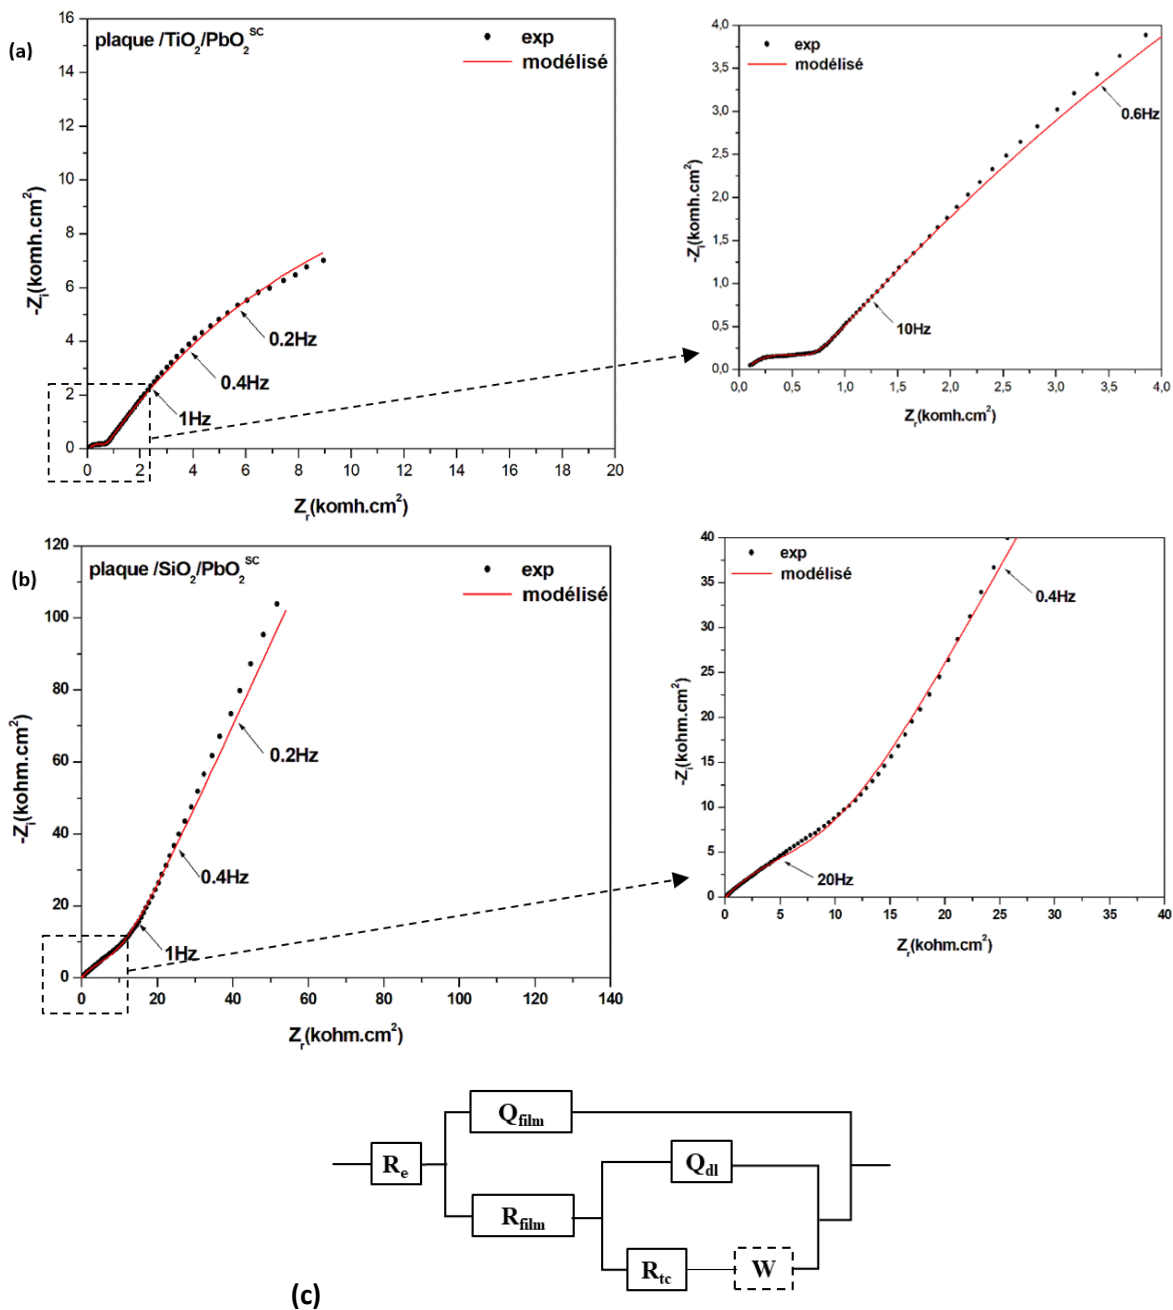 (a)
plaque /TiO₂/PbO₂ˢᶜ
exp
modélisé
-Zᵢ(komh.cm²)
16
14
12
10
8
6
4
2
0
0.2Hz
0.4Hz
1Hz
0 2 4 6 8 10 12 14 16 18 20
Zᵣ(komh.cm²)
exp
modélisé
-Zᵢ(komh.cm²)
4,0
3,5
3,0
2,5
2,0
1,5
1,0
0,5
0,0
0.6Hz
10Hz
0,0 0,5 1,0 1,5 2,0 2,5 3,0 3,5 4,0
Zᵣ(komh.cm²)
(b)
plaque /SiO₂/PbO₂ˢᶜ
exp
modélisé
-Zᵢ(kohm.cm²)
120
100
80
60
40
20
0
0.2Hz
0.4Hz
1Hz
0 20 40 60 80 100 120 140
Zᵣ(kohm.cm²)
exp
modélisé
-Zᵢ(kohm.cm²)
40
35
30
25
20
15
10
5
0
0.4Hz
20Hz
0 5 10 15 20 25 30 35 40
Zᵣ(kohm.cm²)
Q_film
R_e
Q_dl
R_film
R_tc
W
(c)